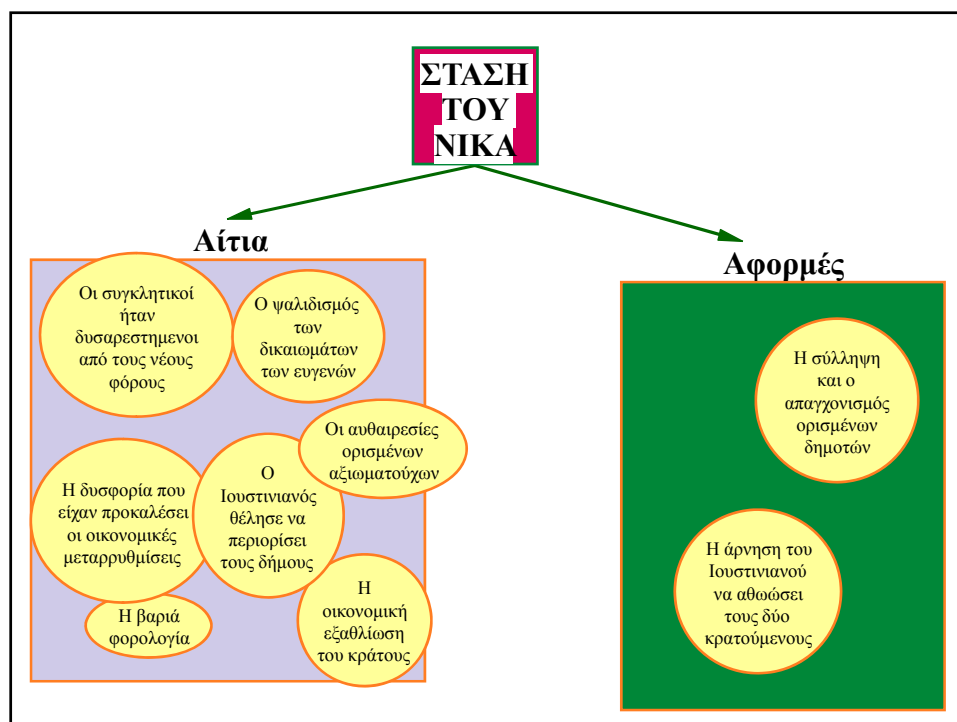 ΣΤΑΣΗ
ΤΟΥ
ΝΙΚΑ
Αίτια
Οι συγκλητικοί
ήταν
δυσαρεστημενοι
από τους νέους
φόρους
Ο ψαλιδισμός
των
δικαιωμάτων
των ευγενών
Οι αυθαιρεσίες
ορισμένων
αξιωματούχων
Η δυσφορία που
είχαν προκαλέσει
οι οικονομικές
μεταρρυθμίσεις
Ο
Ιουστινιανός
θέλησε να
περιορίσει
τους δήμους
Η βαριά
φορολογία
Η
οικονομική
εξαθλίωση
του κράτους
Αφορμές
Η σύλληψη
και ο
απαγχονισμός
ορισμένων
δημοτών
Η άρνηση του
Ιουστινιανού
να αθωώσει
τους δύο
κρατούμενους